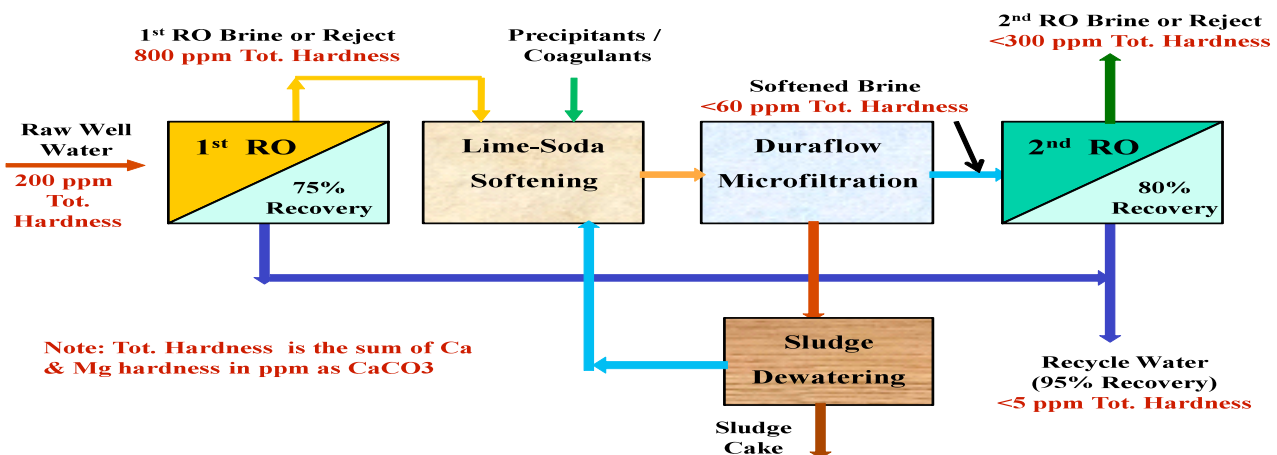 1st RO Brine or Reject
800 ppm Tot. Hardness
Precipitants /
Coagulants
2nd RO Brine or Reject
<300 ppm Tot. Hardness
Softened Brine
<60 ppm Tot. Hardness
Raw Well
Water
200 ppm
Tot.
Hardness
1st RO
75%
Recovery
Lime-Soda
Softening
Duraflow
Microfiltration
2nd RO
80%
Recovery
Note: Tot. Hardness is the sum of Ca
& Mg hardness in ppm as CaCO3
Sludge
Dewatering
Sludge
Cake
Recycle Water
(95% Recovery)
<5 ppm Tot. Hardness